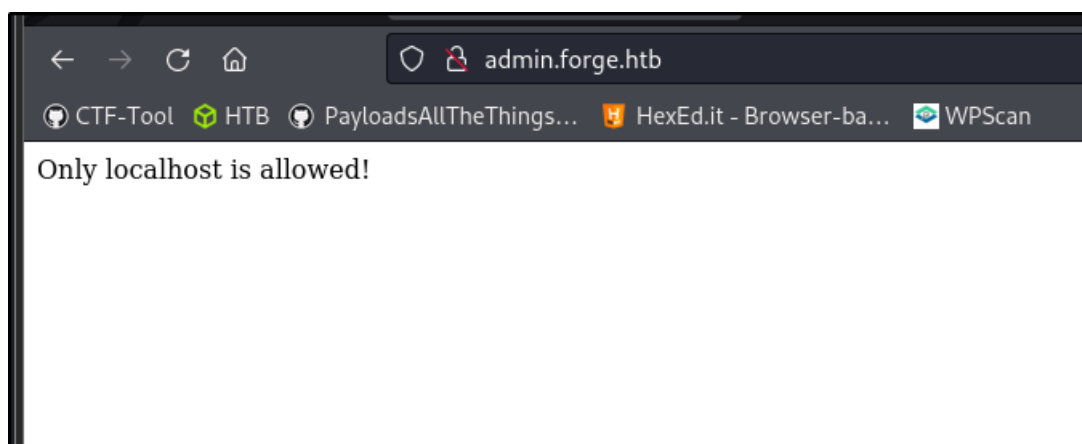 admin.forge.htb
CTF-Tool HTB PayloadsAllTheThings... HexEd.it - Browser-ba... WPScan
Only localhost is allowed!